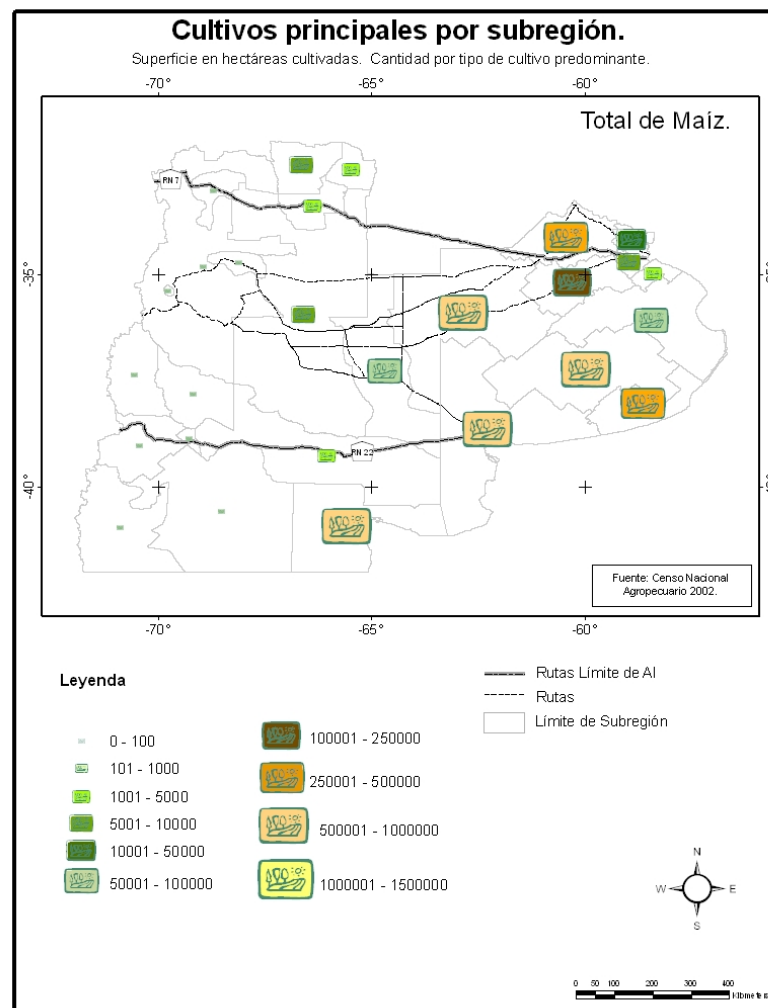 Cultivos principales por subregión.
Superficie en hectáreas cultivadas. Cantidad por tipo de cultivo predominante.
-70° -65° -60°
Total de Maíz.
RN 7
-35° -35°
RN 22
-40° -40°
Fuente: Censo Nacional
Agropecuario 2002.
-70° -65° -60°
Leyenda
0 - 100
101 - 1000
1001 - 5000
5001 - 10000
10001 - 50000
50001 - 100000
100001 - 250000
250001 - 500000
500001 - 1000000
1000001 - 1500000
Rutas Límite de AI
Rutas
Límite de Subregión
N
W E
S
0 50 100 200 300 400